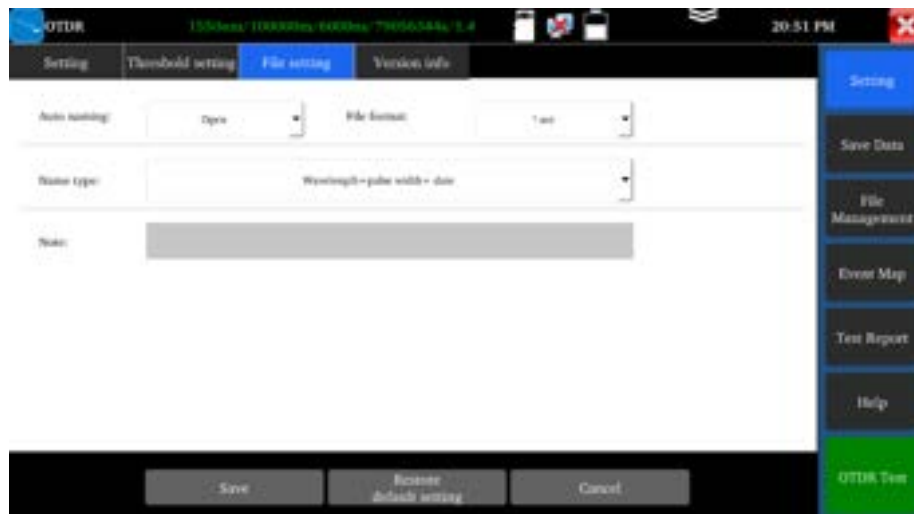 OTDR
20:51 PM
Setting
Threshold setting
File setting
Version info
Auto naming:
Open
File format:
Name type:
Wavelength+pulse width+ date
Note:
Save
Restore
default setting
Cancel
Setting
Save Data
File
Management
Event Map
Test Report
Help
OTDR Test